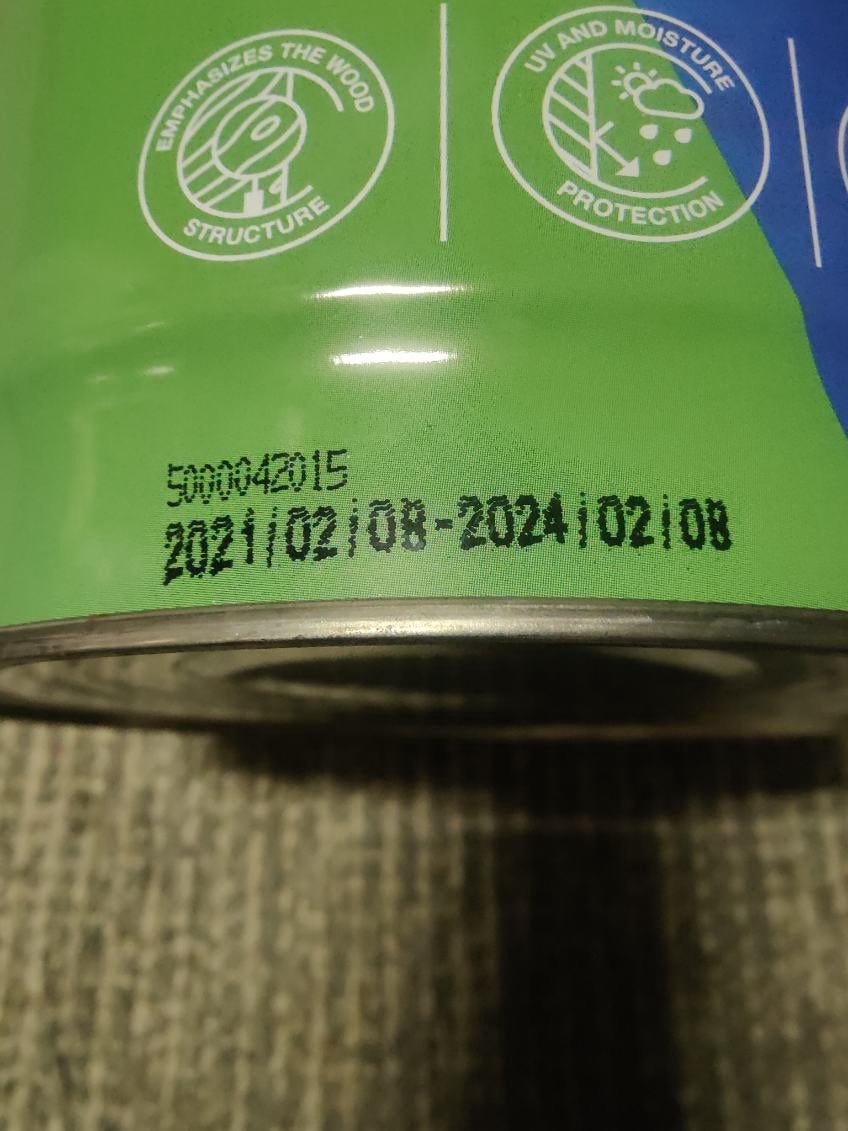 EMPHASIZES THE WOOD
STRUCTURE
UV AND MOISTURE
PROTECTION
5000042015
2021|02|08-2024|02|08